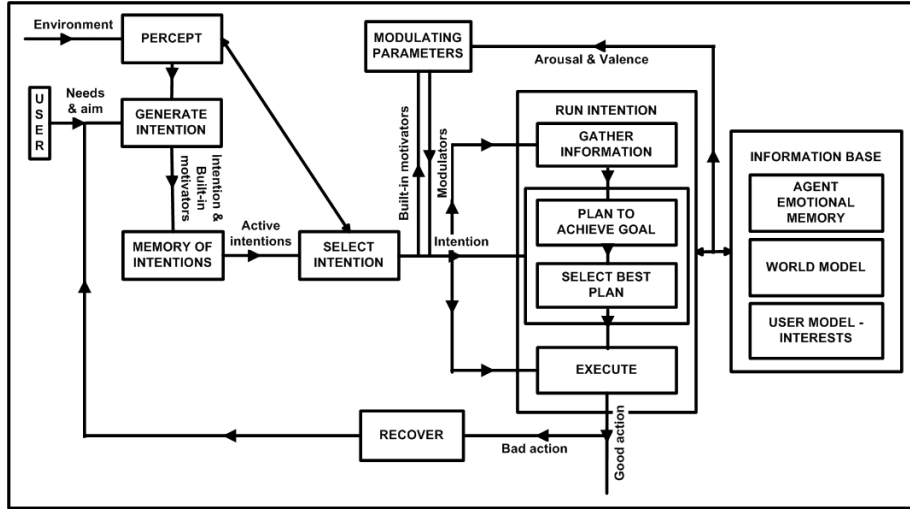 Environment
PERCEPT
MODULATING
PARAMETERS
Arousal & Valence
U
S
E
R
Needs
& aim
GENERATE
INTENTION
Intention &
Built-in
motivators
Built-in motivators
Modulators
RUN INTENTION
GATHER
INFORMATION
INFORMATION BASE
AGENT
EMOTIONAL
MEMORY
PLAN TO
ACHIEVE GOAL
MEMORY OF
INTENTIONS
Active
intentions
SELECT
INTENTION
Intention
WORLD MODEL
SELECT BEST
PLAN
USER MODEL -
INTERESTS
EXECUTE
RECOVER
Bad action
Good action